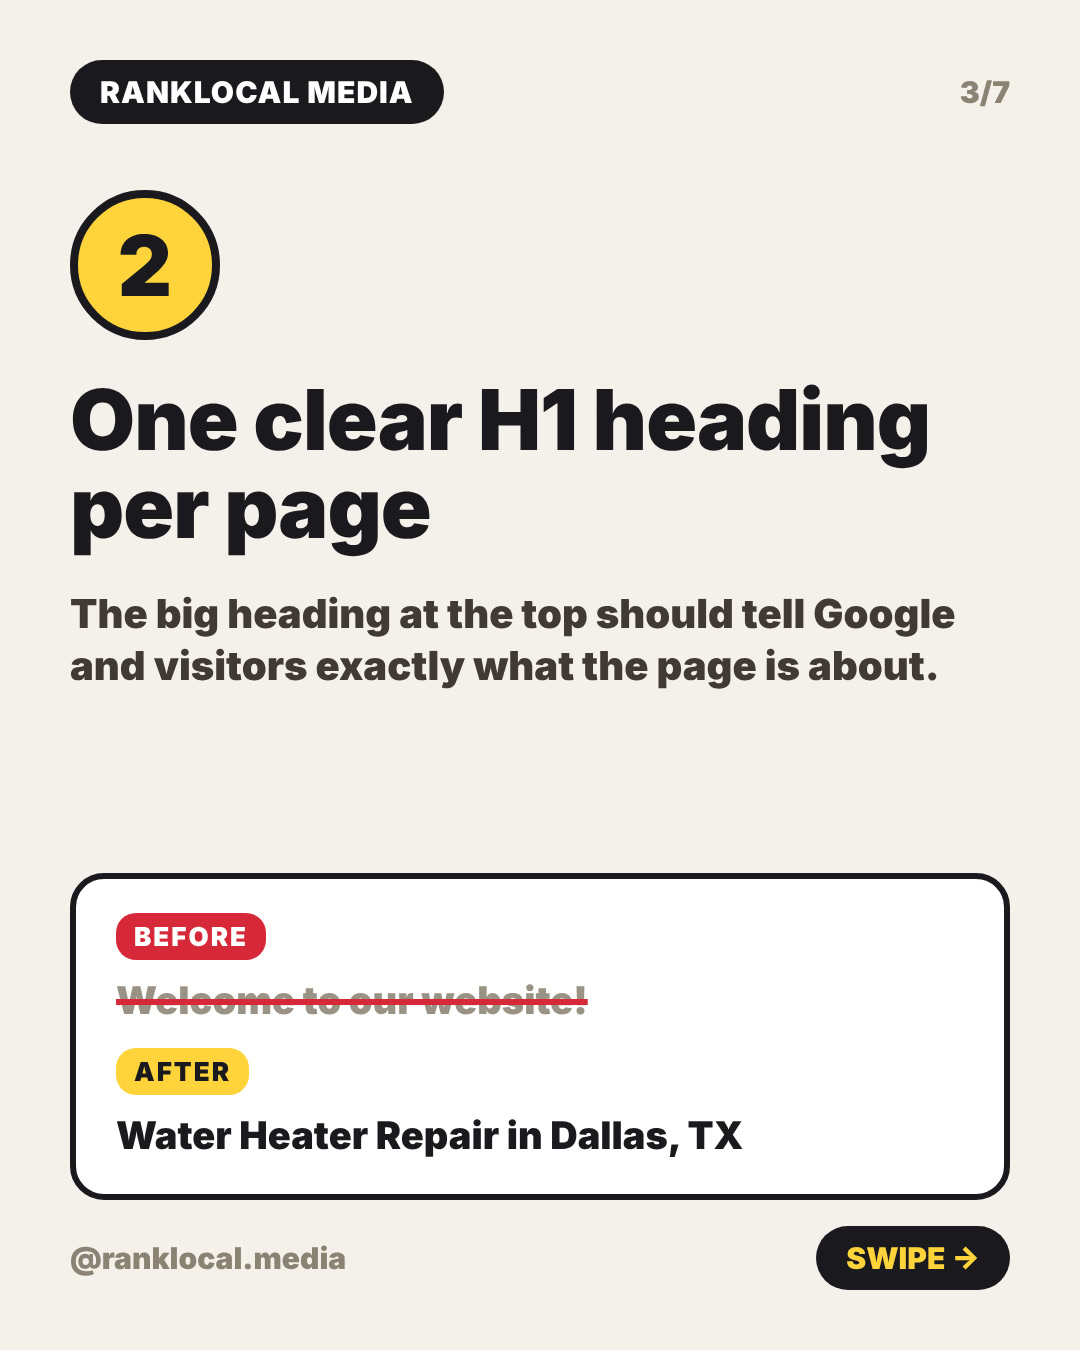 RANKLOCAL MEDIA
3/7
2
One clear H1 heading
per page
The big heading at the top should tell Google
and visitors exactly what the page is about.
BEFORE
Welcome to our website!
AFTER
Water Heater Repair in Dallas, TX
@ranklocal.media
SWIPE →